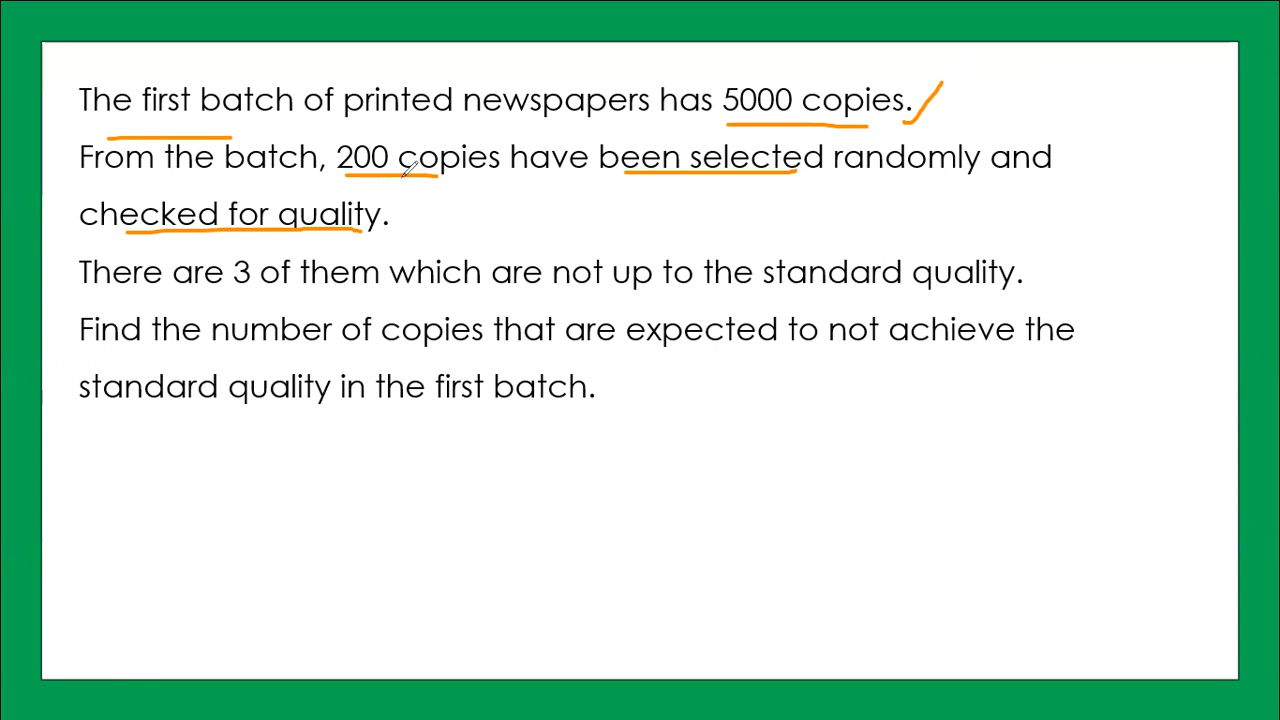 The first batch of printed newspapers has 5000 copies.
From the batch, 200 copies have been selected randomly and
checked for quality.
There are 3 of them which are not up to the standard quality.
Find the number of copies that are expected to not achieve the
standard quality in the first batch.